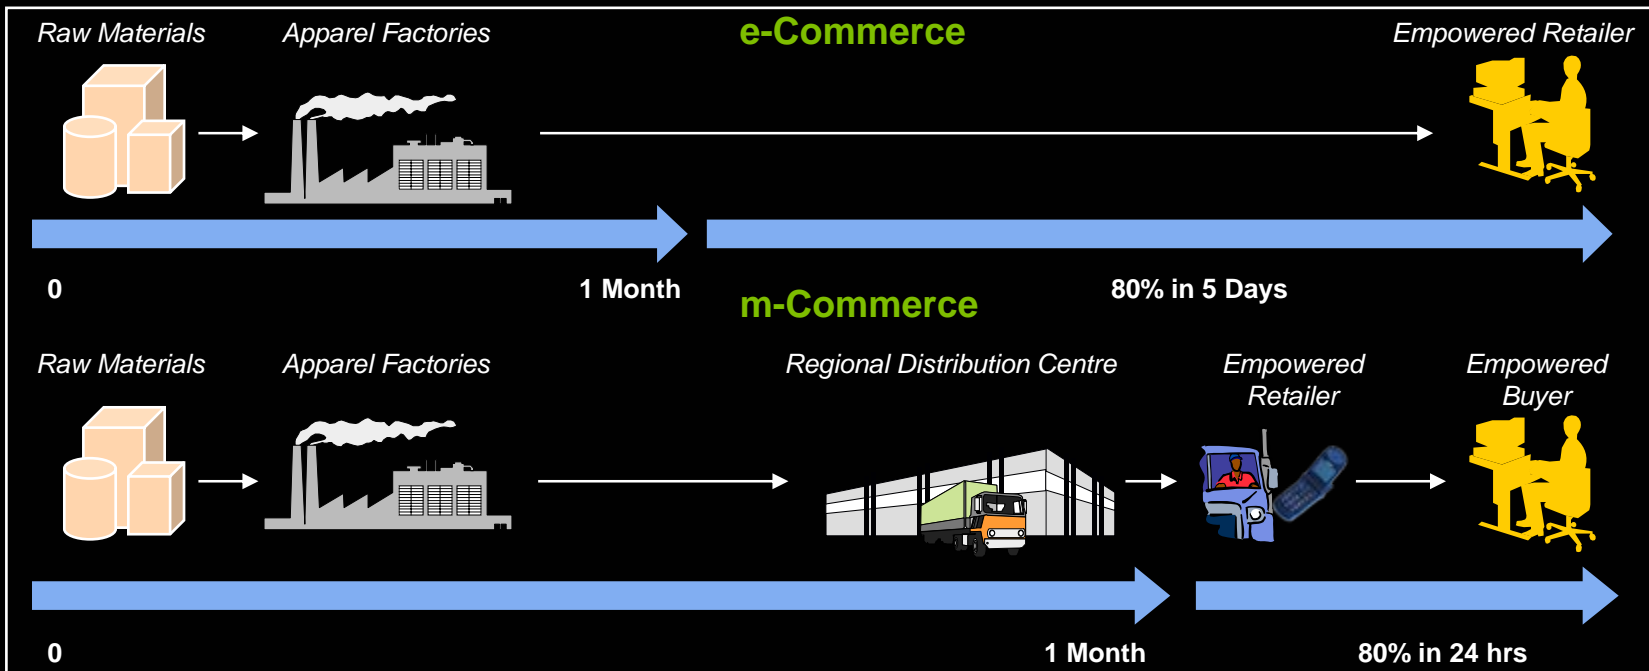 e-Commerce
Raw Materials
Apparel Factories
Empowered Retailer
0
1 Month
80% in 5 Days
m-Commerce
Raw Materials
Apparel Factories
Regional Distribution Centre
Empowered
Retailer
Empowered
Buyer
0
1 Month
80% in 24 hrs